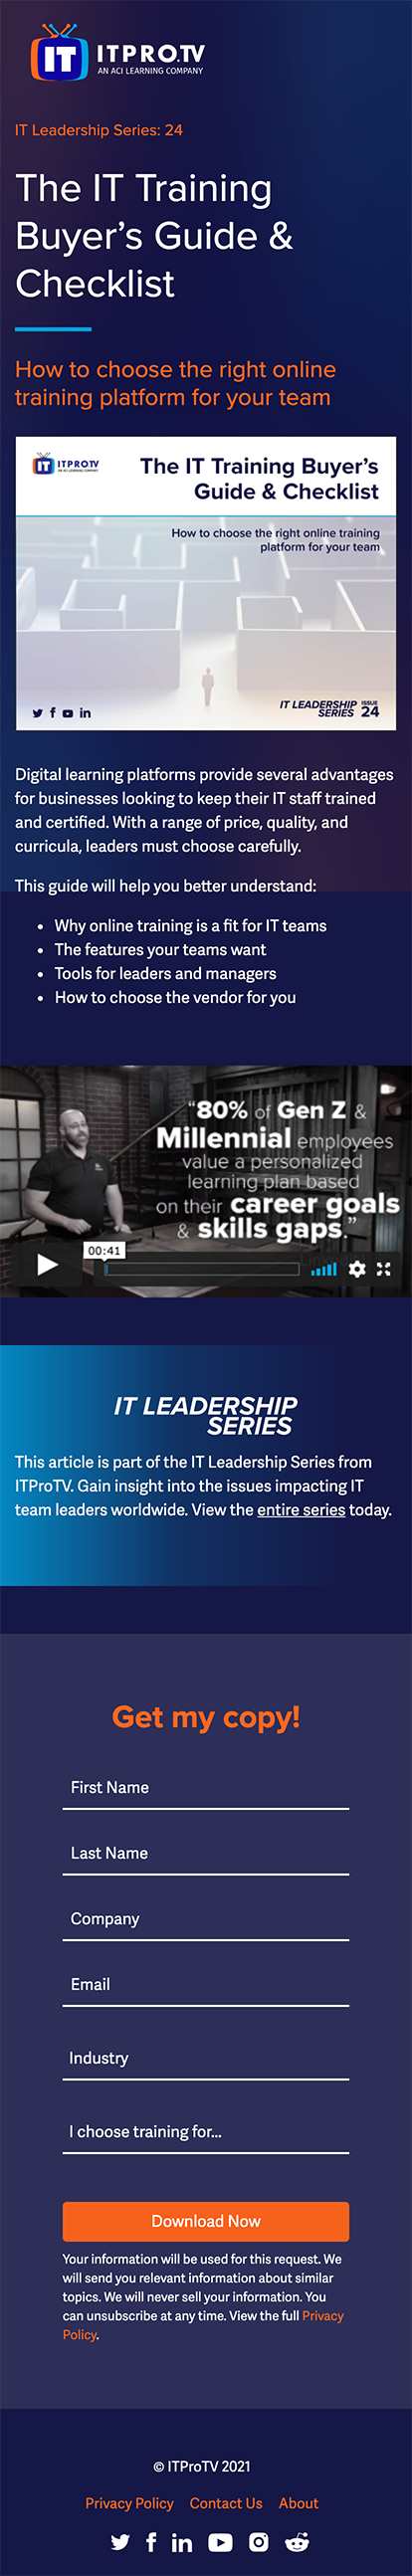 IT ITPRO.TV
AN ACI LEARNING COMPANY
IT Leadership Series: 24
The IT Training
Buyer’s Guide &
Checklist
How to choose the right online
training platform for your team
IT ITPRO.TV
AN ACI LEARNING COMPANY
The IT Training Buyer’s
Guide & Checklist
How to choose the right online training
platform for your team
IT LEADERSHIP ISSUE
SERIES 24
Digital learning platforms provide several advantages
for businesses looking to keep their IT staff trained
and certified. With a range of price, quality, and
curricula, leaders must choose carefully.
This guide will help you better understand:
• Why online training is a fit for IT teams
• The features your teams want
• Tools for leaders and managers
• How to choose the vendor for you
“80% of Gen Z &
Millennial employees
value a personalized
learning plan based
on their career goals
& skills gaps.”
00:41
IT LEADERSHIP
SERIES
This article is part of the IT Leadership Series from
ITProTV. Gain insight into the issues impacting IT
team leaders worldwide. View the entire series today.
Get my copy!
First Name
Last Name
Company
Email
Industry
I choose training for...
Download Now
Your information will be used for this request. We
will send you relevant information about similar
topics. We will never sell your information. You
can unsubscribe at any time. View the full Privacy
Policy.
© ITProTV 2021
Privacy Policy Contact Us About